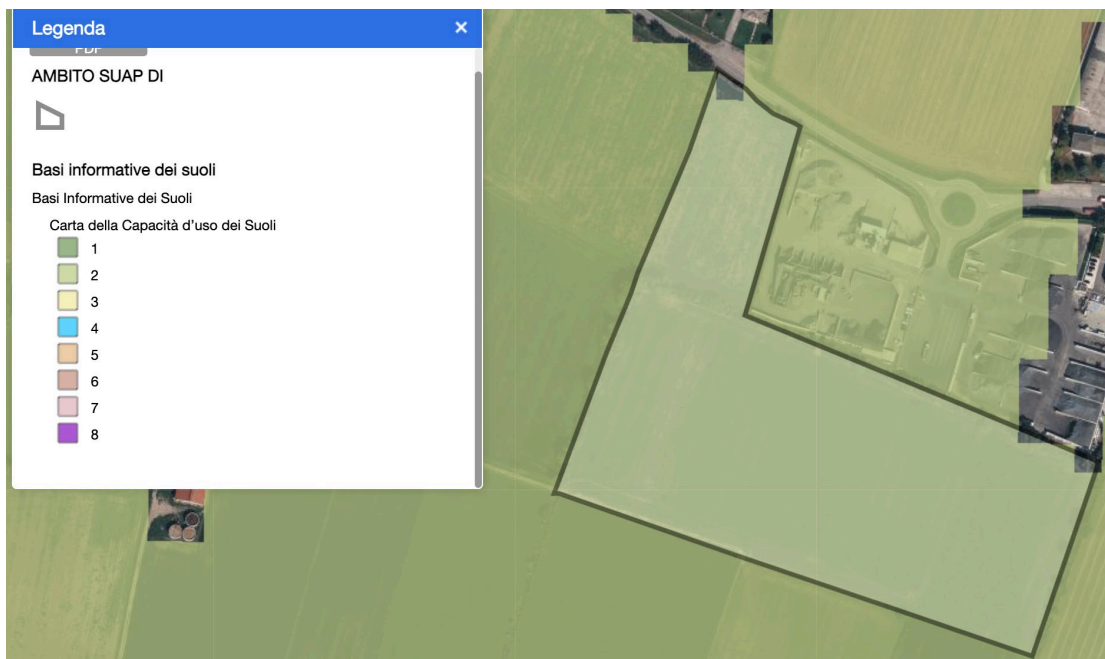 Legenda
×
PDF
AMBITO SUAP DI
Basi informative dei suoli
Basi Informative dei Suoli
Carta della Capacità d'uso dei Suoli
1
2
3
4
5
6
7
8